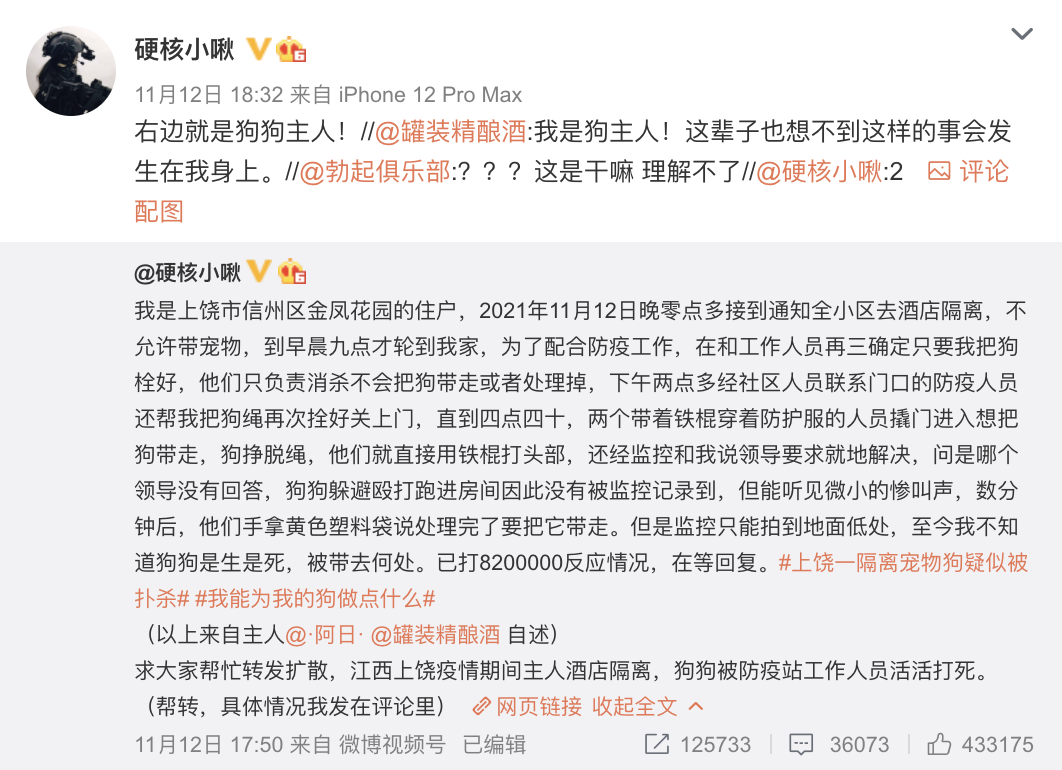 硬核小啾
11月12日 18:32 来自 iPhone 12 Pro Max
右边就是狗狗主人！//@罐装精酿酒:我是狗主人！这辈子也想不到这样的事会发
生在我身上。//@勃起俱乐部:？？？这是干嘛 理解不了//@硬核小啾:2 评论
配图
@硬核小啾
我是上饶市信州区金凤花园的住户，2021年11月12日晚零点多接到通知全小区去酒店隔离，不
允许带宠物，到早晨九点才轮到我家，为了配合防疫工作，在和工作人员再三确定只要我把狗
栓好，他们只负责消杀不会把狗带走或者处理掉，下午两点多经社区人员联系门口的防疫人员
还帮我把狗绳再次拴好关上门，直到四点四十，两个带着铁棍穿着防护服的人员撬门进入想把
狗带走，狗挣脱绳，他们就直接用铁棍打头部，还经监控和我说领导要求就地解决，问是哪个
领导没有回答，狗狗躲避殴打跑进房间因此没有被监控记录到，但能听见微小的惨叫声，数分
钟后，他们手拿黄色塑料袋说处理完了要把它带走。但是监控只能拍到地面低处，至今我不知
道狗狗是生是死，被带去何处。已打8200000反应情况，在等回复。#上饶一隔离宠物狗疑似被
扑杀# #我能为我的狗做点什么#
（以上来自主人@·阿日· @罐装精酿酒 自述）
求大家帮忙转发扩散，江西上饶疫情期间主人酒店隔离，狗狗被防疫站工作人员活活打死。
（帮转，具体情况我发在评论里） 网页链接 收起全文
11月12日 17:50 来自 微博视频号 已编辑 125733 36073 433175